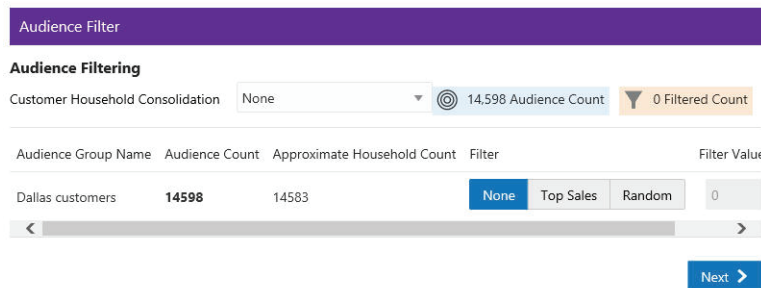 Audience Filter
Audience Filtering
Customer Household Consolidation None 14,598 Audience Count 0 Filtered Count
Audience Group Name Audience Count Approximate Household Count Filter Filter Value
Dallas customers 14598 14583 None Top Sales Random 0
Next